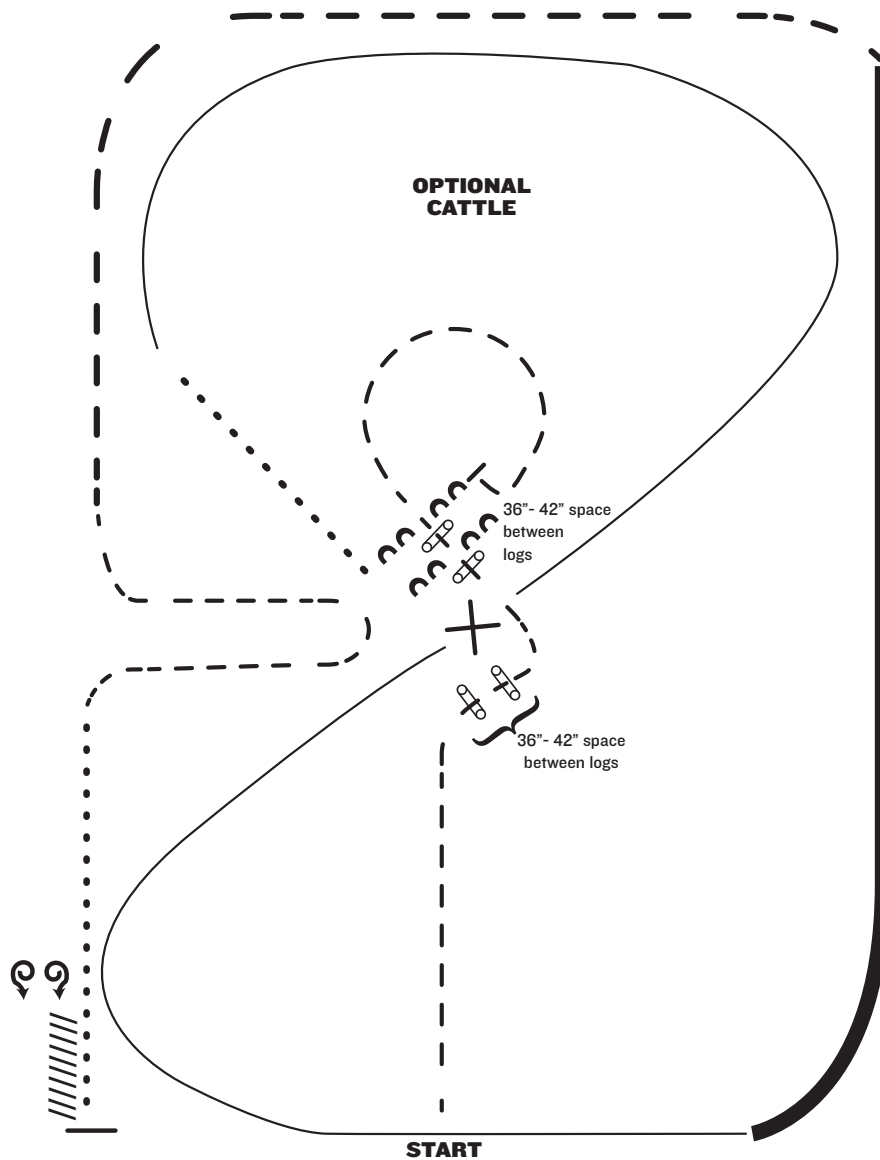 OPTIONAL
CATTLE
36”- 42” space
between
logs
36”- 42” space
between logs
START